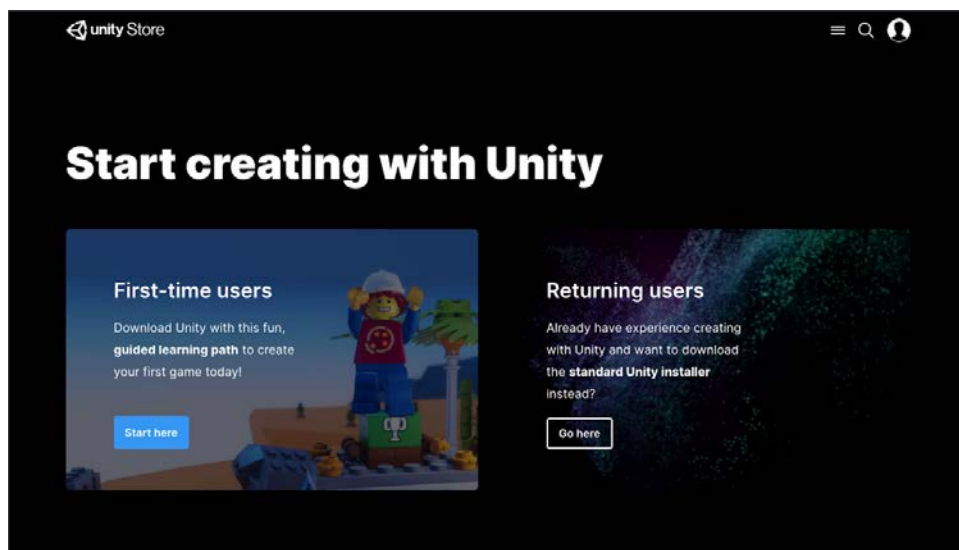 unity Store
Start creating with Unity
First-time users
Download Unity with this fun,
guided learning path to create
your first game today!
Start here
Returning users
Already have experience creating
with Unity and want to download
the standard Unity installer
instead?
Go here